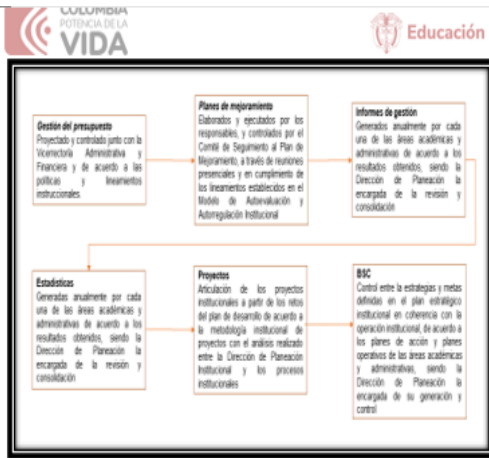 COLOMBIA
POTENCIA DE LA
VIDA
Educación
Gestión del presupuesto
Proyectado y controlado junto con la
Vicerrectoría Administrativa y
Financiera y de acuerdo a las
políticas y lineamientos
instruccionales.
Planes de mejoramiento
Elaborados y ejecutados por los
responsables, y controlados por el
Comité de Seguimiento al Plan de
Mejoramiento, a través de reuniones
presenciales y en cumplimiento de
los lineamientos establecidos en el
Modelo de Autoevaluación y
Autorregulación Institucional
Informes de gestión
Generados anualmente por cada
una de las áreas académicas y
administrativas de acuerdo a los
resultados obtenidos, siendo la
Dirección de Planeación la
encargada de la revisión y
consolidación
Estadísticas
Generadas anualmente por cada
una de las áreas académicas y
administrativas de acuerdo a los
resultados obtenidos, siendo la
Dirección de Planeación la
encargada de la revisión y
consolidación
Proyectos
Articulación de los proyectos
institucionales a partir de los retos
del plan de desarrollo de acuerdo a
la metodología institucional de
proyectos con el análisis realizado
entre la Dirección de Planeación
Institucional y los procesos
institucionales
BSC
Control entre la estrategias y metas
definidas en el plan estratégico
institucional en coherencia con la
operación institucional, de acuerdo a
los planes de acción y planes
operativos de las áreas académicas
y administrativas, siendo la
Dirección de Planeación la
encargada de su generación y
control